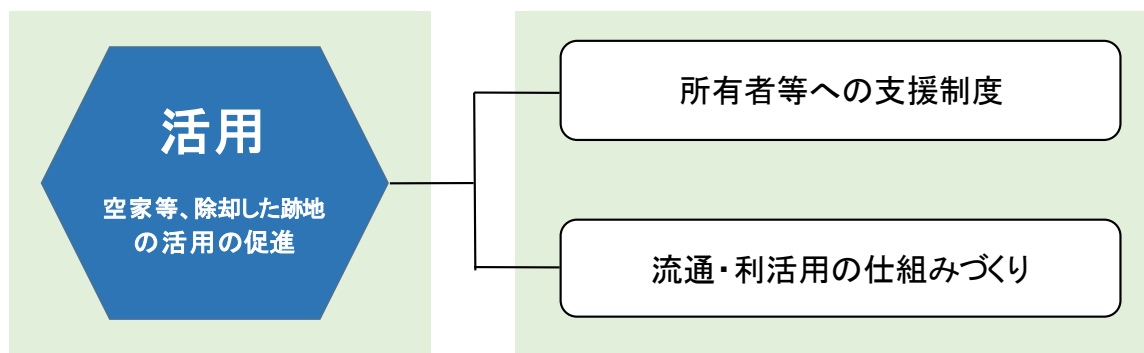 活用
空家等、除却した跡地
の活用の促進
所有者等への支援制度
流通・利活用の仕組みづくり